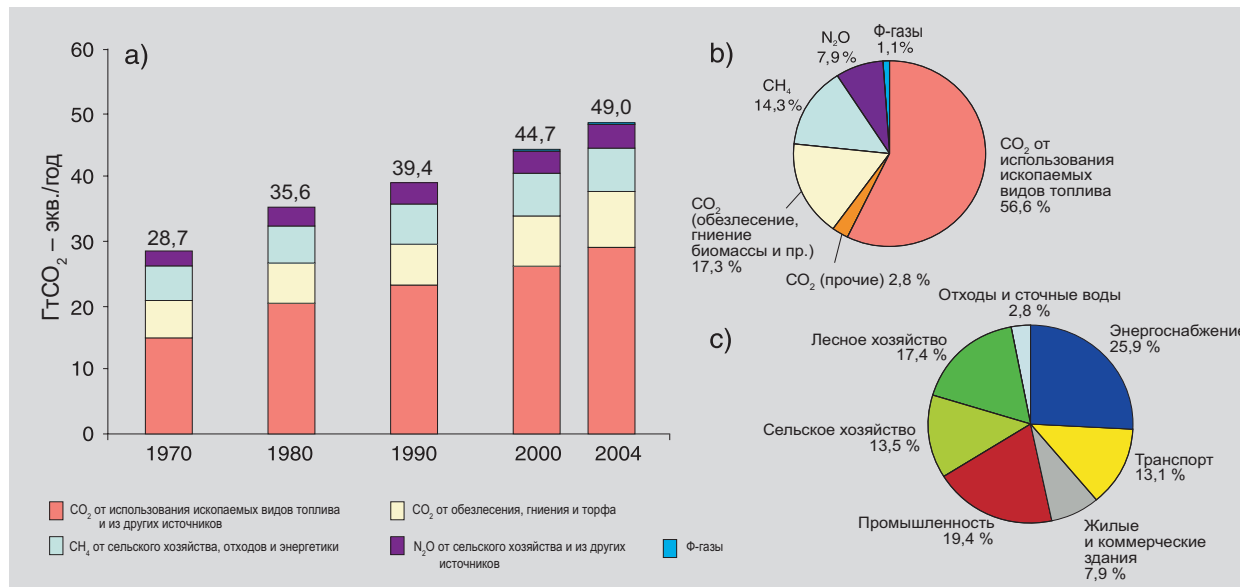 a)
60
50
40
30
20
10
0
ГтCO₂ – экв./год
28,7
35,6
39,4
44,7
49,0
1970
1980
1990
2000
2004
CO₂ от использования ископаемых видов топлива
и из других источников
CO₂ от обезлесения, гниения и торфа
CH₄ от сельского хозяйства, отходов и энергетики
N₂O от сельского хозяйства и из других
источников
Ф-газы
b)
Ф-газы
1,1%
N₂O
7,9%
CH₄
14,3%
CO₂ от
использования
ископаемых
видов топлива
56,6 %
CO₂
(обезлесение,
гниение
биомассы и пр.)
17,3 %
CO₂ (прочие) 2,8 %
c)
Отходы и сточные воды
2,8 %
Энергоснабжение
25,9 %
Лесное хозяйство
17,4 %
Сельское хозяйство
13,5 %
Транспорт
13,1 %
Промышленность
19,4 %
Жилые
и коммерческие
здания
7,9 %